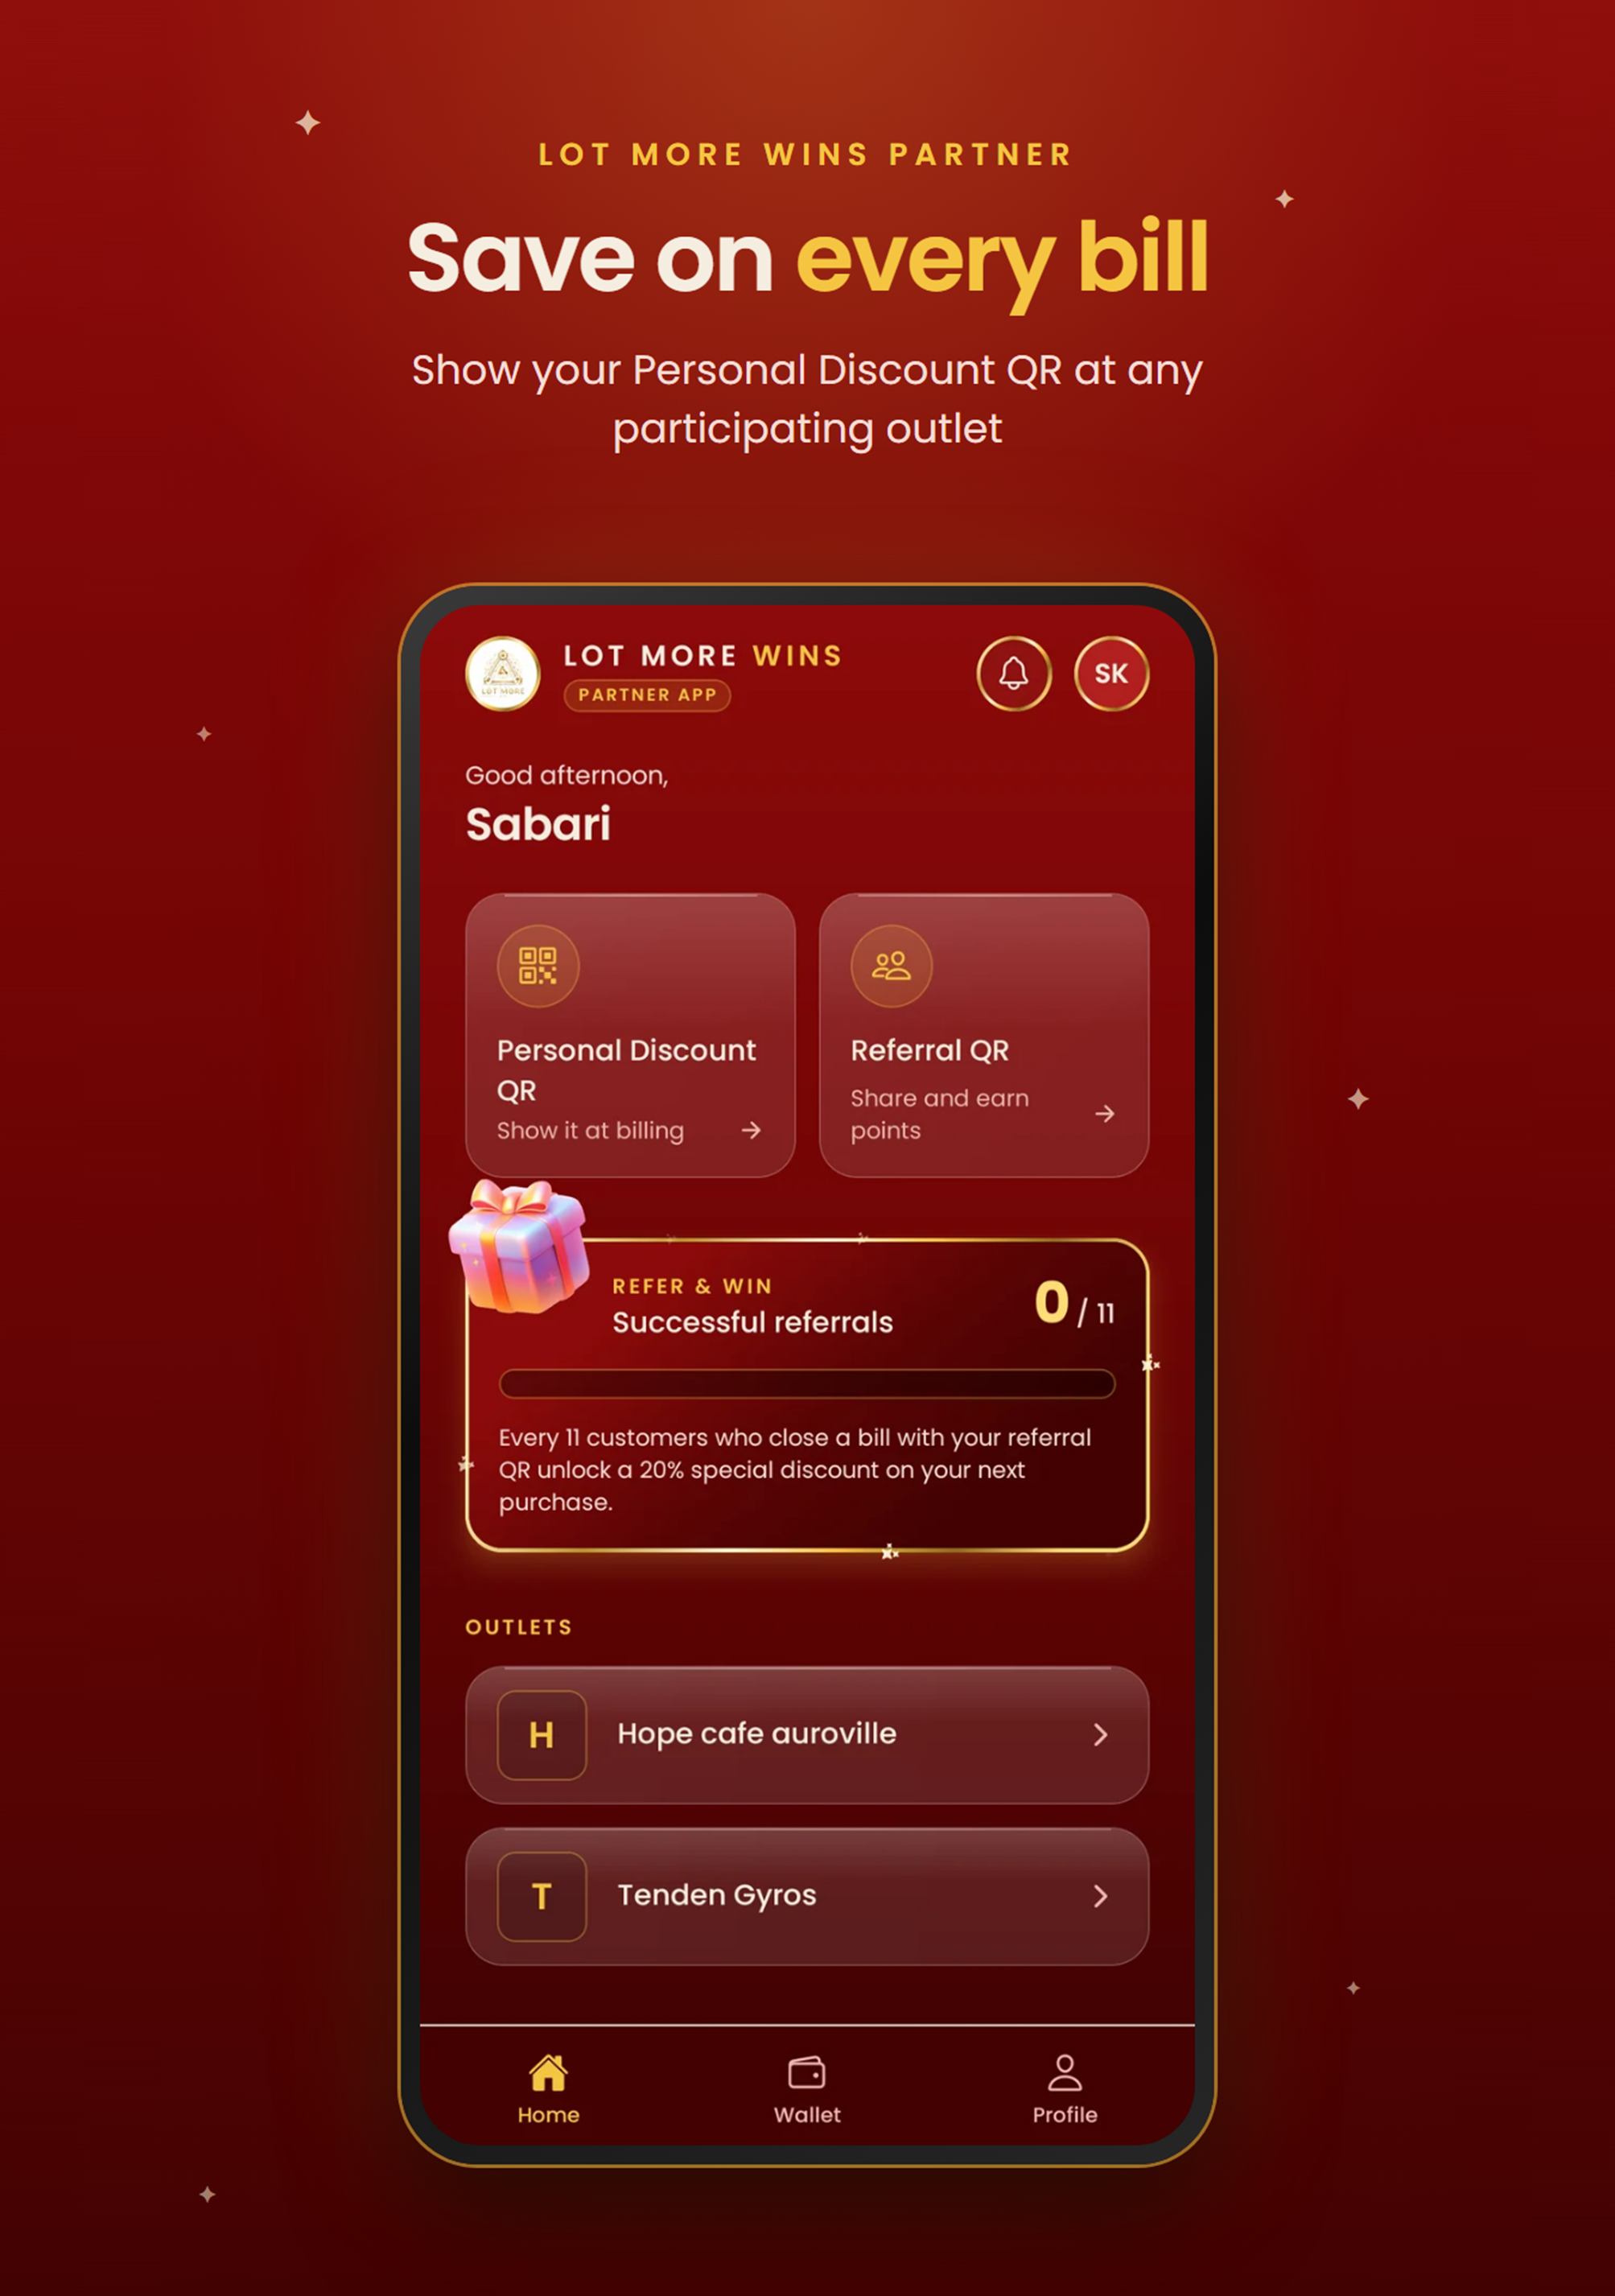 LOT MORE WINS PARTNER
Save on every bill
Show your Personal Discount QR at any
participating outlet
LOT MORE
LOT MORE WINS
PARTNER APP
SK
Good afternoon,
Sabari
Personal Discount
QR
Show it at billing
Referral QR
Share and earn
points
REFER & WIN
Successful referrals
0 / 11
Every 11 customers who close a bill with your referral
QR unlock a 20% special discount on your next
purchase.
OUTLETS
H
Hope cafe auroville
T
Tenden Gyros
Home
Wallet
Profile